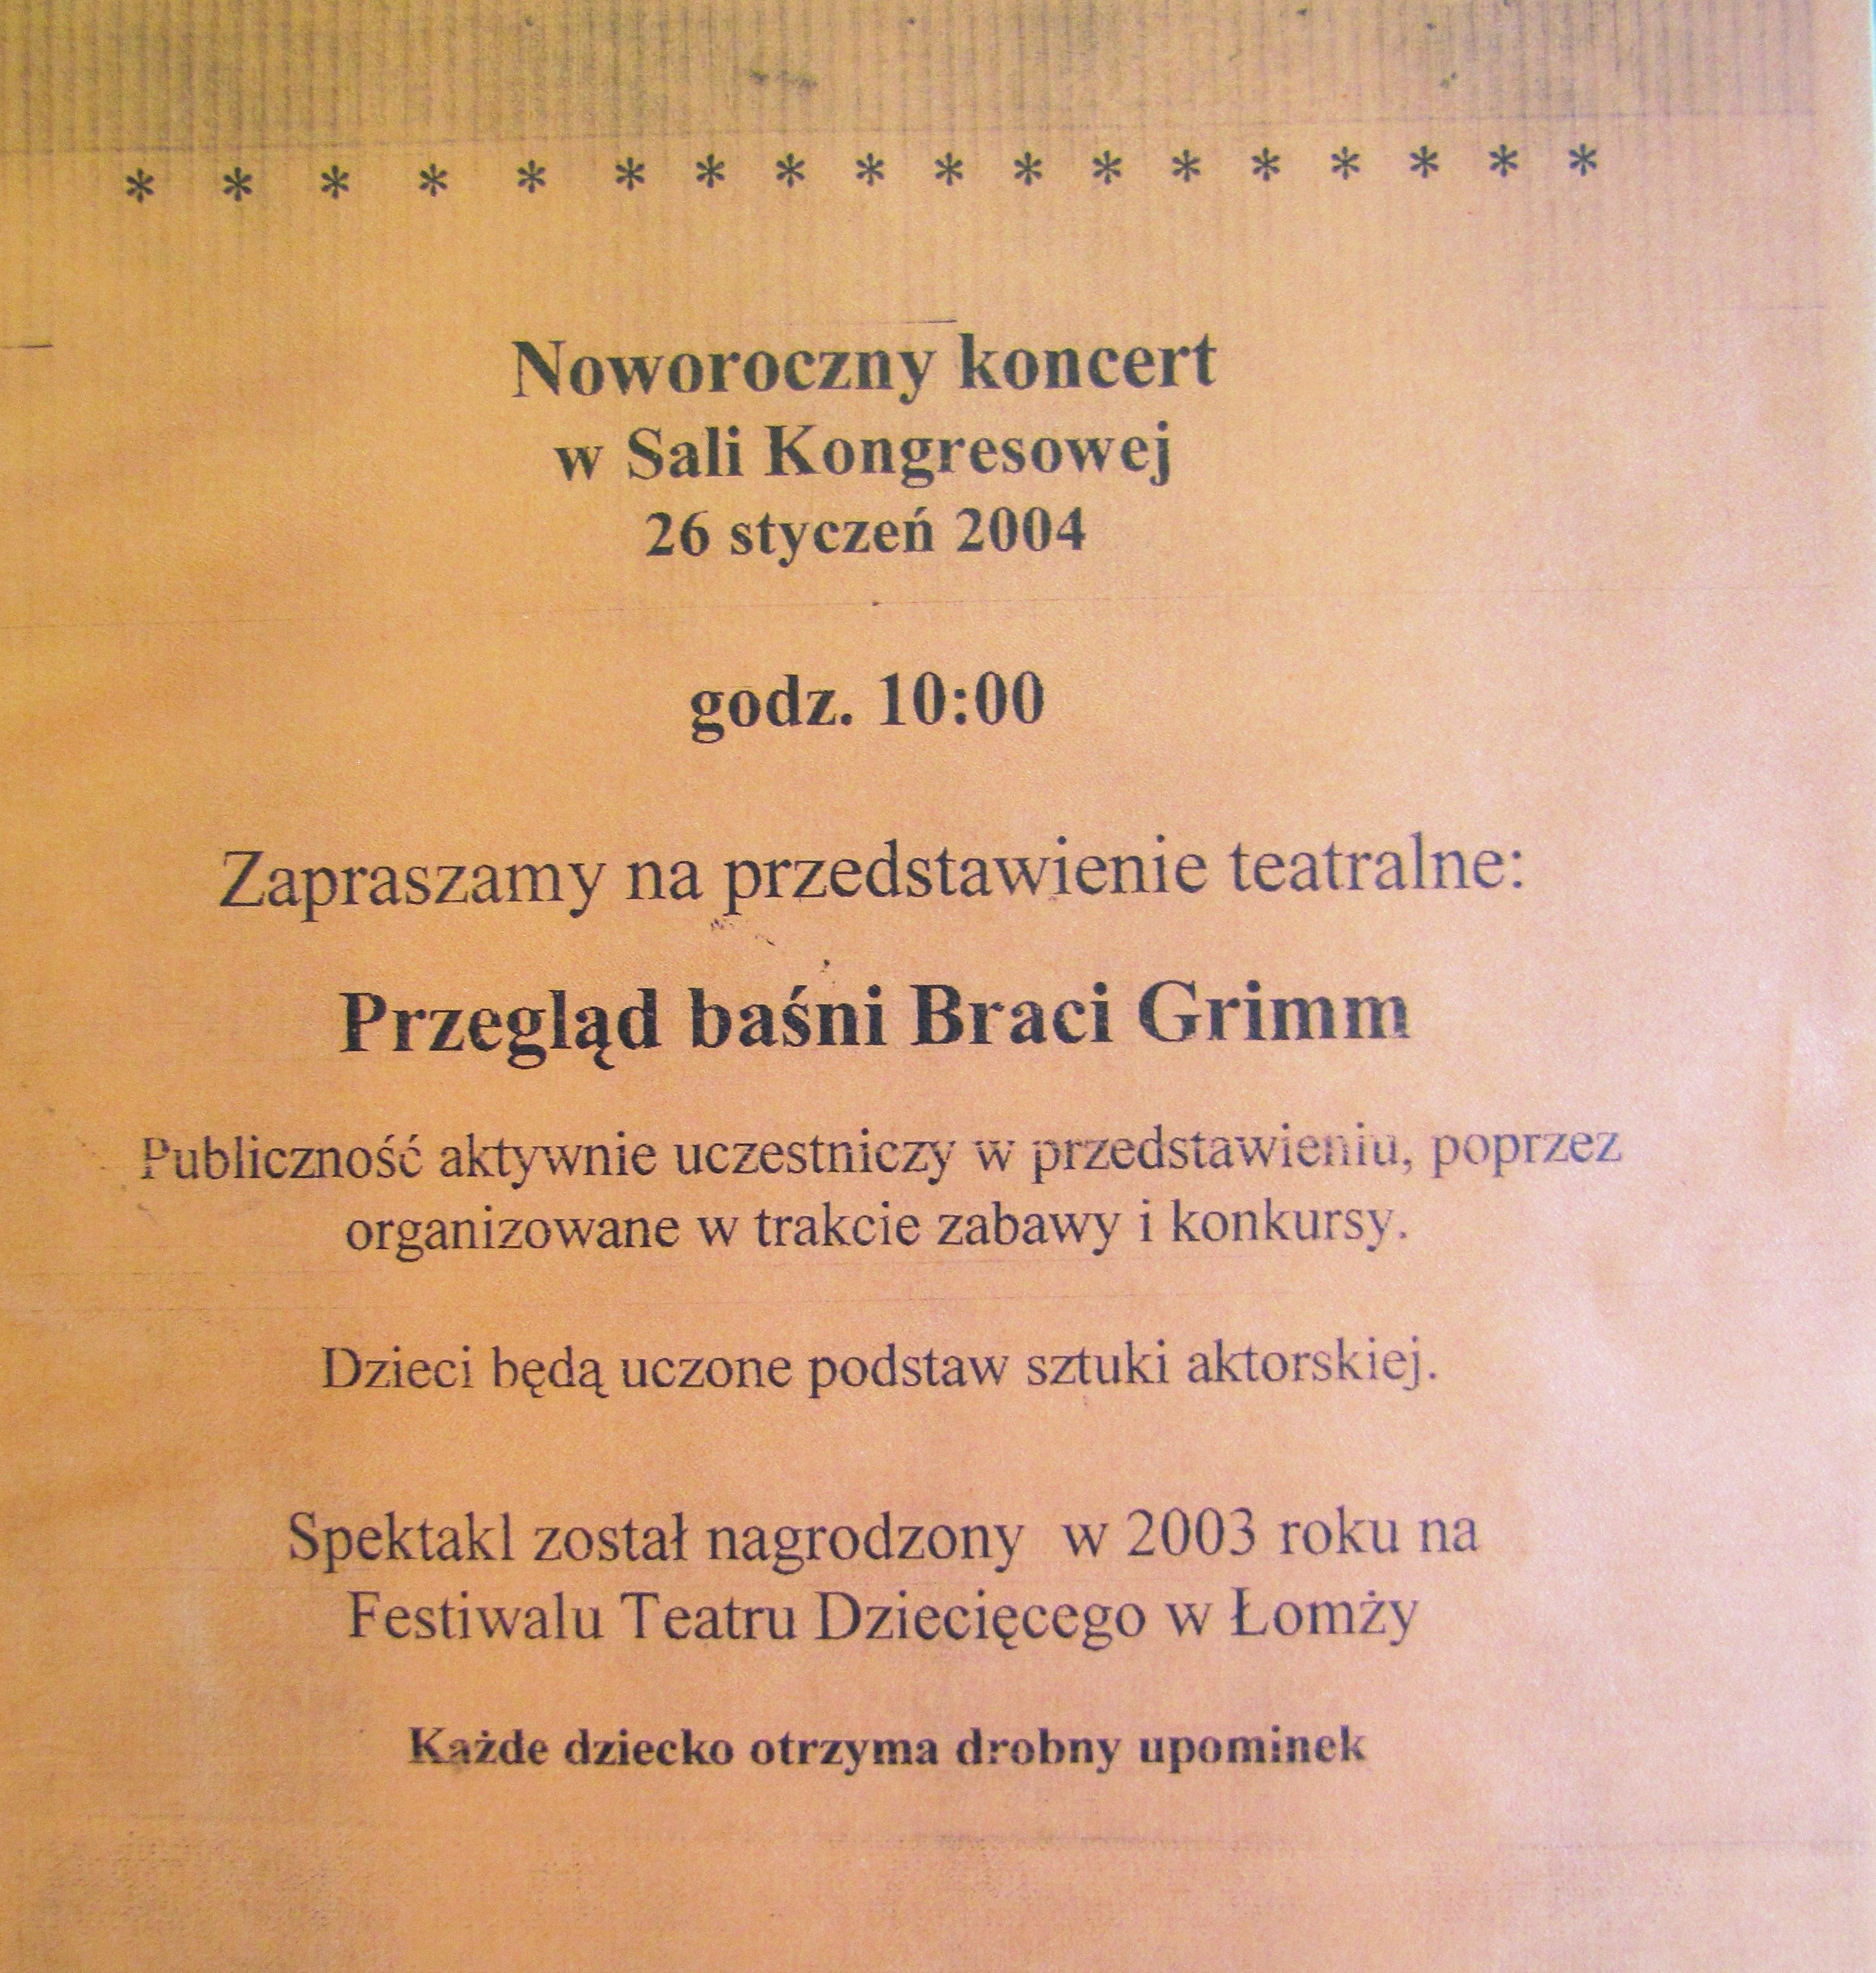 * * * * * * * * * * * * * * * * * *
Noworoczny koncert
w Sali Kongresowej
26 styczeń 2004
godz. 10:00
Zapraszamy na przedstawienie teatralne:
Przegląd baśni Braci Grimm
Publiczność aktywnie uczestniczy w przedstawieniu, poprzez
organizowane w trakcie zabawy i konkursy.
Dzieci będą uczone podstaw sztuki aktorskiej.
Spektakl został nagrodzony w 2003 roku na
Festiwalu Teatru Dziecięcego w Łomży
Każde dziecko otrzyma drobny upominek